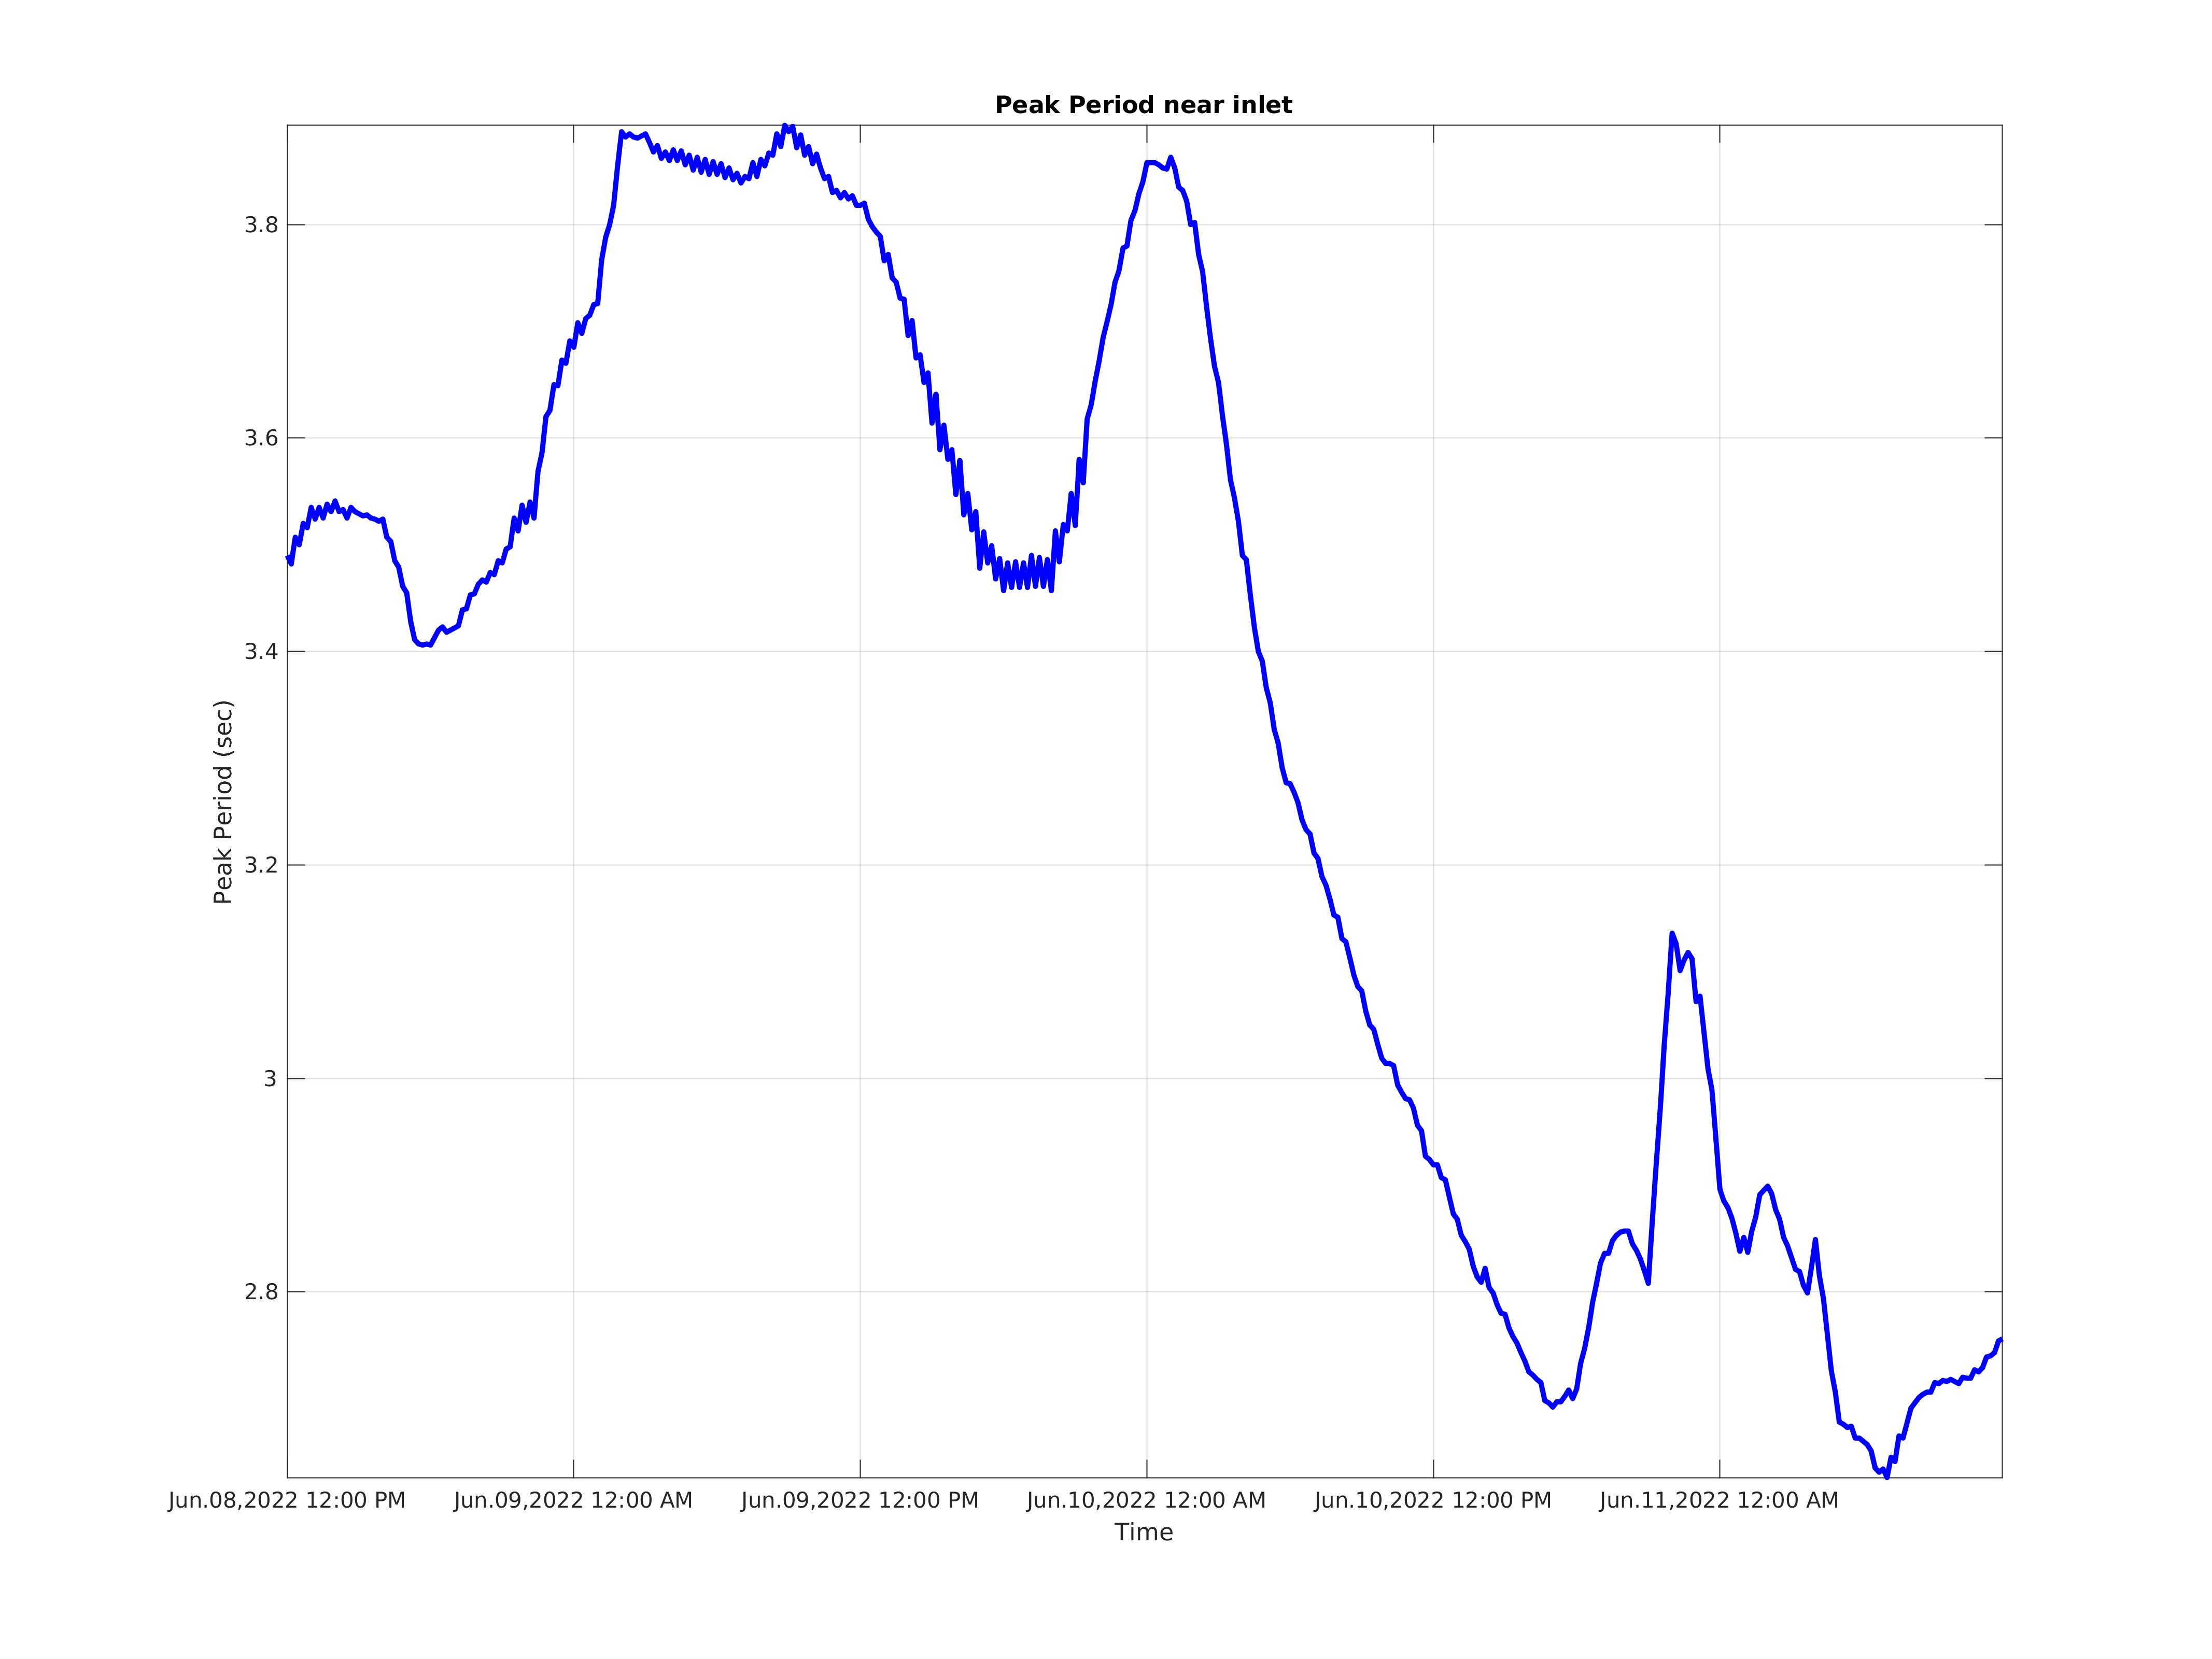 Peak Period near inlet
3.8
3.6
3.4
3.2
3
2.8
Peak Period (sec)
Jun.08,2022 12:00 PM
Jun.09,2022 12:00 AM
Jun.09,2022 12:00 PM
Jun.10,2022 12:00 AM
Jun.10,2022 12:00 PM
Jun.11,2022 12:00 AM
Time